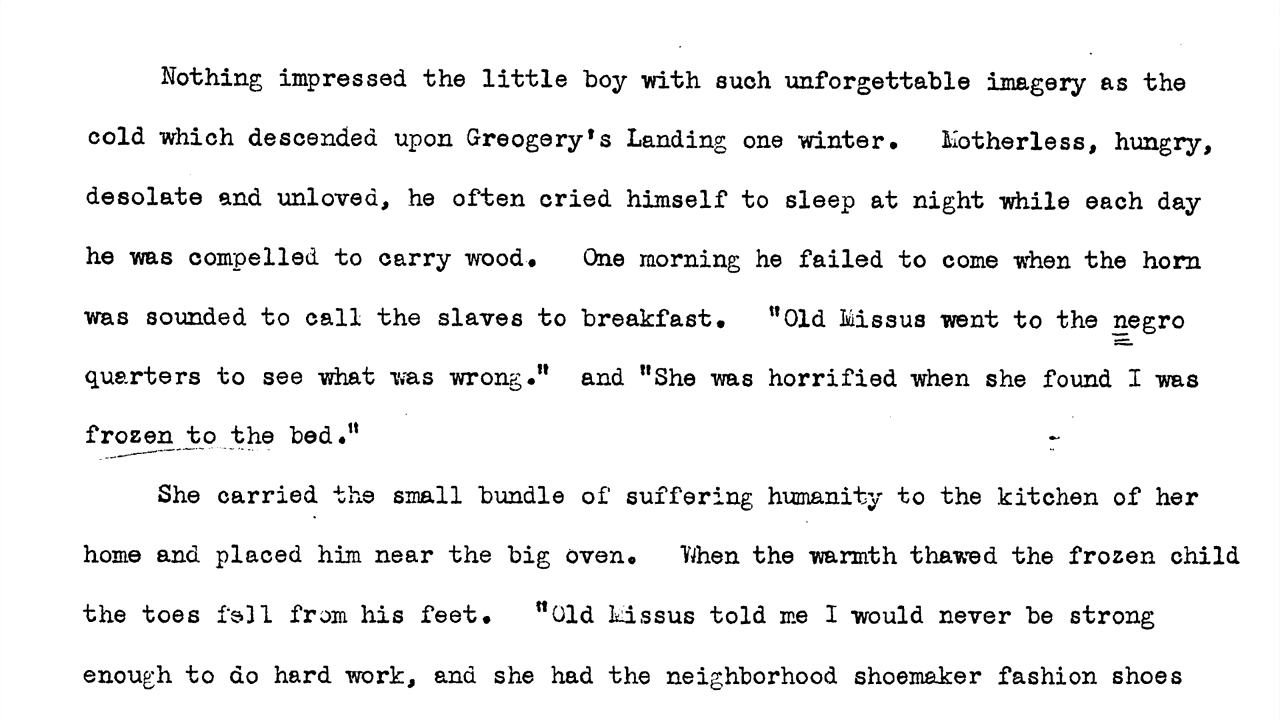 Nothing impressed the little boy with such unforgettable imagery as the
cold which descended upon Greogery's Landing one winter. Motherless, hungry,
desolate and unloved, he often cried himself to sleep at night while each day
he was compelled to carry wood. One morning he failed to come when the horn
was sounded to call the slaves to breakfast. "Old Missus went to the negro
quarters to see what was wrong." and "She was horrified when she found I was
frozen to the bed."
She carried the small bundle of suffering humanity to the kitchen of her
home and placed him near the big oven. When the warmth thawed the frozen child
the toes fell from his feet. "Old Missus told me I would never be strong
enough to do hard work, and she had the neighborhood shoemaker fashion shoes